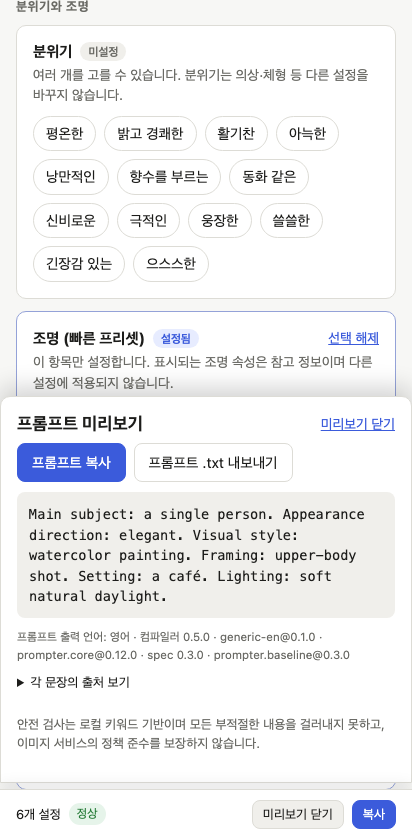 분위기와 조명
분위기 미설정
여러 개를 고를 수 있습니다. 분위기는 의상·체형 등 다른 설정을
바꾸지 않습니다.
평온한 밝고 경쾌한 활기찬 아늑한
낭만적인 향수를 부르는 동화 같은
신비로운 극적인 웅장한 쓸쓸한
긴장감 있는 으스스한
조명 (빠른 프리셋) 설정됨 선택 해제
이 항목만 설정합니다. 표시되는 조명 속성은 참고 정보이며 다른
설정에 적용되지 않습니다.
프롬프트 미리보기 미리보기 닫기
프롬프트 복사 프롬프트 .txt 내보내기
Main subject: a single person. Appearance
direction: elegant. Visual style:
watercolor painting. Framing: upper-body
shot. Setting: a café. Lighting: soft
natural daylight.
프롬프트 출력 언어: 영어 · 컴파일러 0.5.0 · generic-en@0.1.0 ·
prompter.core@0.12.0 · spec 0.3.0 · prompter.baseline@0.3.0
▶ 각 문장의 출처 보기
안전 검사는 로컬 키워드 기반이며 모든 부적절한 내용을 걸러내지 못하고,
이미지 서비스의 정책 준수를 보장하지 않습니다.
6개 설정 정상 미리보기 닫기 복사